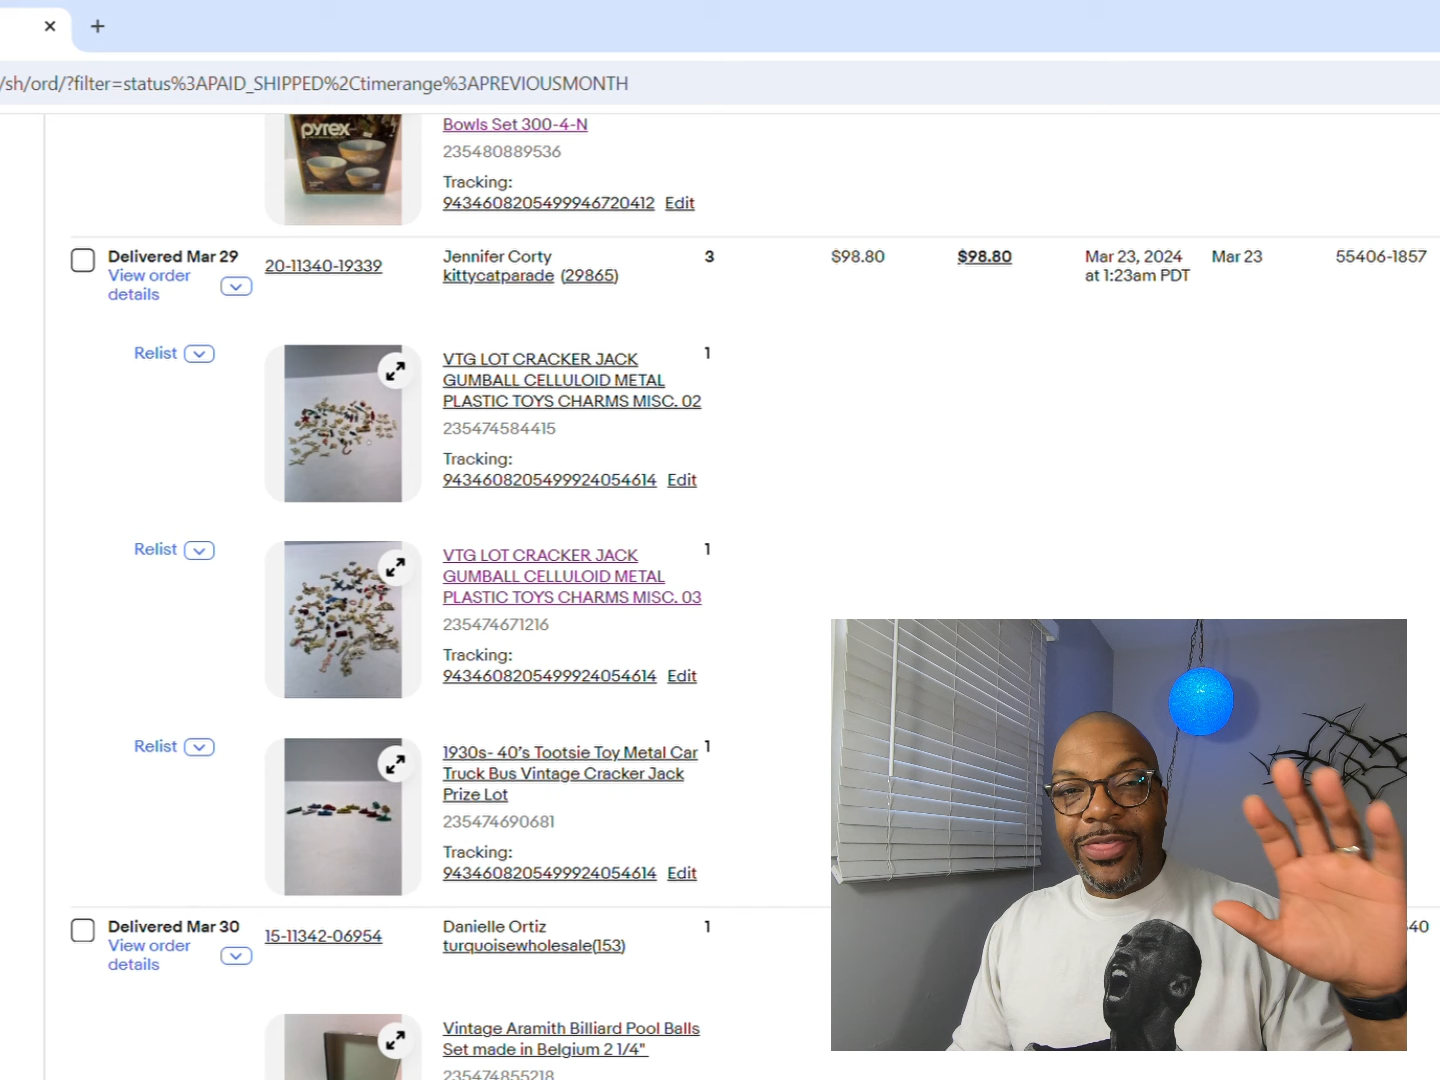 /sh/ord/?filter=status%3APAID_SHIPPED%2Ctimerange%3APREVIOUSMONTH
pyrex
Bowls Set 300-4-N
235480889536
Tracking:
9434608205499946720412 Edit
Delivered Mar 29
View order
details
20-11340-19339
Jennifer Corty
kittycatparade (29865)
3
$98.80
$98.80
Mar 23, 2024
at 1:23am PDT
Mar 23
55406-1857
Relist
VTG LOT CRACKER JACK
GUMBALL CELLULOID METAL
PLASTIC TOYS CHARMS MISC. 02
1
235474584415
Tracking:
9434608205499924054614 Edit
Relist
VTG LOT CRACKER JACK
GUMBALL CELLULOID METAL
PLASTIC TOYS CHARMS MISC. 03
1
235474671216
Tracking:
9434608205499924054614 Edit
Relist
1930s- 40's Tootsie Toy Metal Car
Truck Bus Vintage Cracker Jack
Prize Lot
1
235474690681
Tracking:
9434608205499924054614 Edit
Delivered Mar 30
View order
details
15-11342-06954
Danielle Ortiz
turquoisewholesale(153)
1
40
Vintage Aramith Billiard Pool Balls
Set made in Belgium 2 1/4"
235474855218